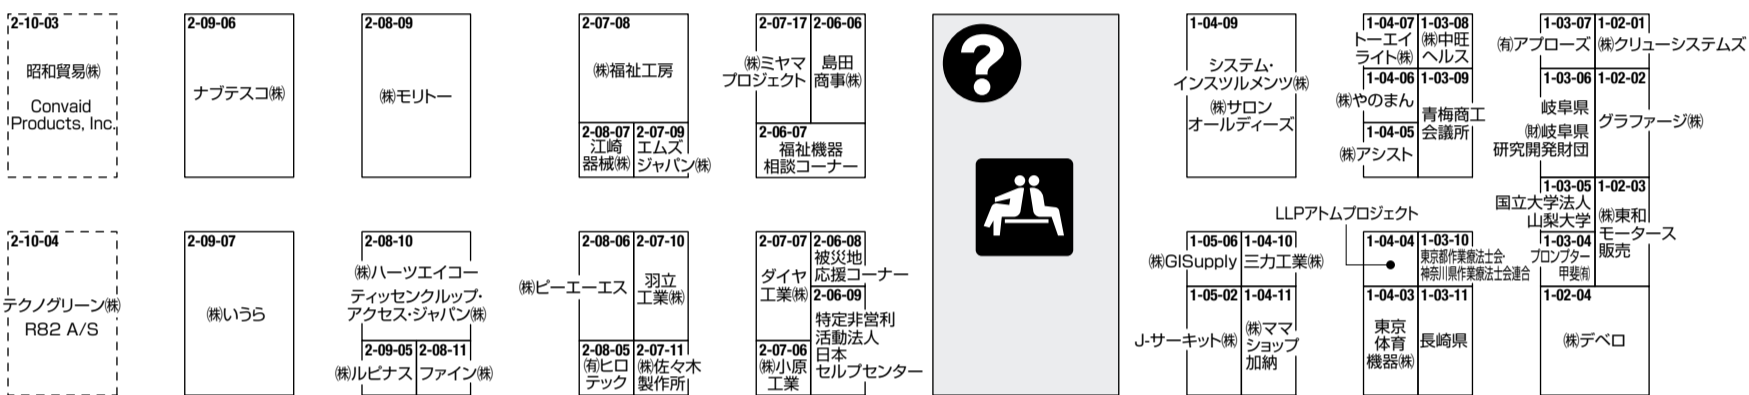 2-10-03
昭和貿易㈱
Convaid
Products, Inc.
2-09-06
ナブテスコ㈱
2-08-09
㈱モリトー
2-07-08
㈱福祉工房
2-08-07
江崎
器械㈱
2-07-09
エムズ
ジャパン㈱
2-07-17
㈱ミヤマ
プロジェクト
2-06-06
島田
商事㈱
2-06-07
福祉機器
相談コーナー
?
1-04-09
システム・
インスツルメンツ㈱
㈱サロン
オールディーズ
1-04-07
トーエイ
ライト㈱
1-03-08
㈱中旺
ヘルス
1-04-06
㈱やのまん
1-04-05
㈱アシスト
1-03-09
青梅商工
会議所
1-03-07
㈲アプローズ
1-02-01
㈱クリューシステムズ
1-03-06
岐阜県
㈶岐阜県
研究開発財団
1-02-02
グラファージ㈱
1-03-05
国立大学法人
山梨大学
1-02-03
㈱東和
モータース
販売
1-03-04
プロンプター
甲斐㈲
1-02-04
㈱デベロ
2-10-04
テクノグリーン㈱
R82 A/S
2-09-07
㈱いうら
2-08-10
㈱ハーツエイコー
ティッセンクルップ・
アクセス・ジャパン㈱
2-09-05
㈱ルピナス
2-08-11
ファイン㈱
2-08-06
㈱ピーエーエス
2-07-10
羽立
工業㈱
2-08-05
㈲ヒロ
テック
2-07-11
㈱佐々木
製作所
2-07-07
ダイヤ
工業㈱
2-06-08
被災地
応援コーナー
2-06-09
特定非営利
活動法人
日本
セルプセンター
2-07-06
㈱小原
工業
1-05-06
㈱GISupply
1-04-10
三力工業㈱
1-05-02
J-サーキット㈱
1-04-11
㈱ママ
ショップ
加納
LLPアトムプロジェクト
1-04-04
1-03-10
東京都作業療法士会・
神奈川県作業療法士会連合
1-04-03
東京
体育
機器㈱
1-03-11
長崎県